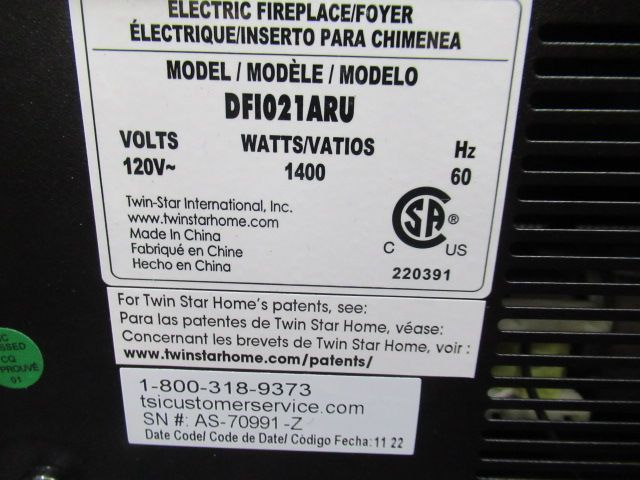 ELECTRIC FIREPLACE/FOYER
ÉLECTRIQUE/INSERTO PARA CHIMENEA
MODEL / MODÈLE / MODELO
DFI021ARU
VOLTS WATTS/VATIOS Hz
120V~ 1400 60
Twin-Star International, Inc.
www.twinstarhome.com
Made In China
Fabriqué en Chine
Hecho en China
CSA ®
C US
220391
For Twin Star Home's patents, see:
Para las patentes de Twin Star Home, véase:
Concernant les brevets de Twin Star Home, voir :
www.twinstarhome.com/patents/
1-800-318-9373
tsicustomerservice.com
SN #: AS-70991-Z
Date Code/ Code de Date/ Código Fecha:11 22
QC
PROUVÉ
01